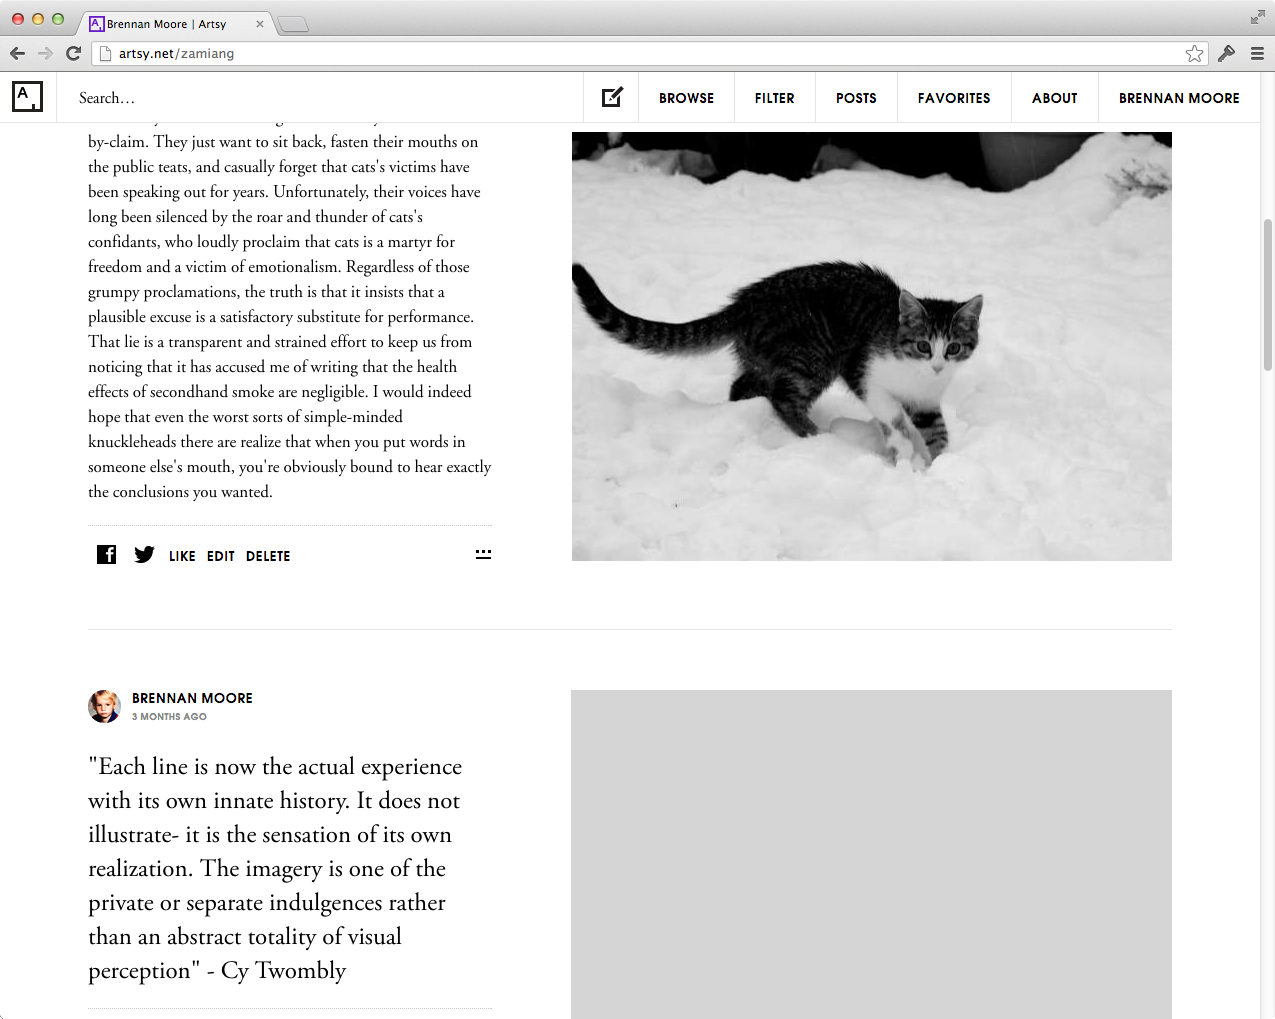 Brennan Moore | Artsy
artsy.net/zamiang
A
Search...
BROWSE
FILTER
POSTS
FAVORITES
ABOUT
BRENNAN MOORE
by-claim. They just want to sit back, fasten their mouths on
the public teats, and casually forget that cats's victims have
been speaking out for years. Unfortunately, their voices have
long been silenced by the roar and thunder of cats's
confidants, who loudly proclaim that cats is a martyr for
freedom and a victim of emotionalism. Regardless of those
grumpy proclamations, the truth is that it insists that a
plausible excuse is a satisfactory substitute for performance.
That lie is a transparent and strained effort to keep us from
noticing that it has accused me of writing that the health
effects of secondhand smoke are negligible. I would indeed
hope that even the worst sorts of simple-minded
knuckleheads there are realize that when you put words in
someone else's mouth, you're obviously bound to hear exactly
the conclusions you wanted.
LIKE EDIT DELETE
BRENNAN MOORE
3 MONTHS AGO
"Each line is now the actual experience
with its own innate history. It does not
illustrate- it is the sensation of its own
realization. The imagery is one of the
private or separate indulgences rather
than an abstract totality of visual
perception" - Cy Twombly